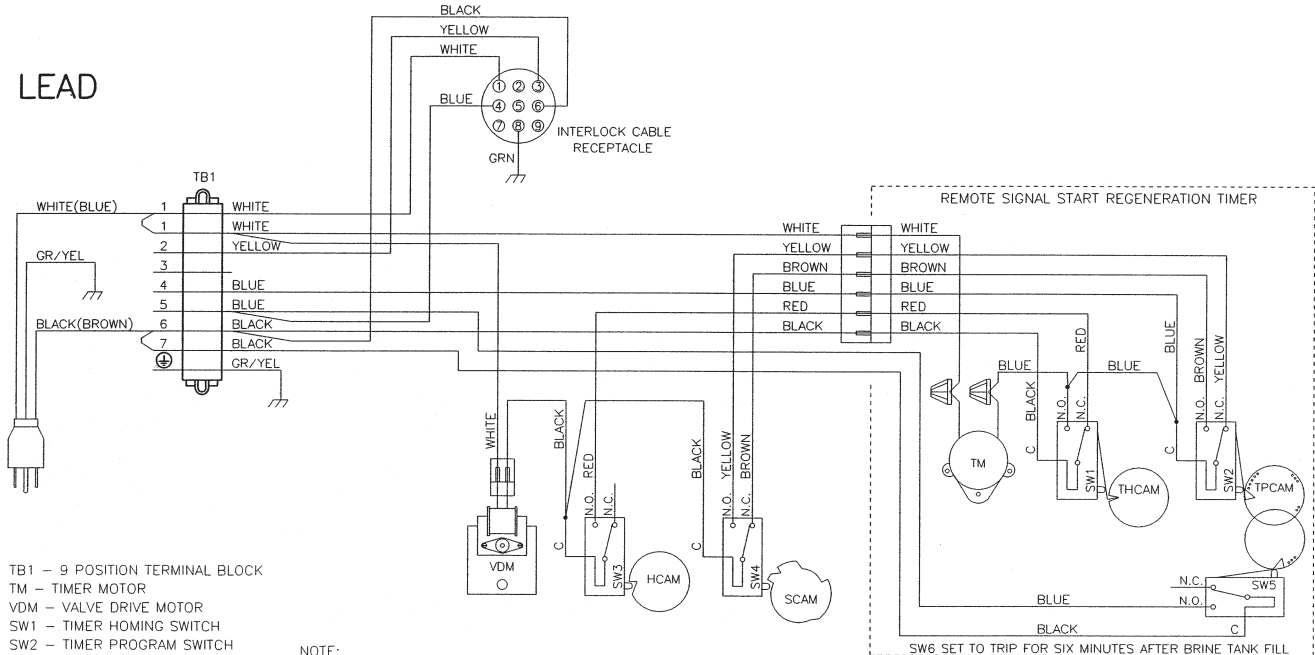 BLACK
YELLOW
LEAD
WHITE
1 2 3
BLUE
4 5 6
7 8 9
INTERLOCK CABLE
RECEPTACLE
GRN
TB1
REMOTE SIGNAL START REGENERATION TIMER
WHITE(BLUE)
1
WHITE
1
WHITE
WHITE
WHITE
2
YELLOW
YELLOW
YELLOW
GR/YEL
3
BROWN
BROWN
4
BLUE
BLUE
BLUE
5
BLUE
RED
RED
BLACK(BROWN)
6
BLACK
BLACK
BLACK
7
BLACK
GR/YEL
RED
BLUE
BROWN
YELLOW
BLUE
BLUE
BLACK
N.O.
N.C.
N.O.
N.C.
C
C
TM
SW1
THCAM
SW2
TPCAM
WHITE
BLACK
RED
BLACK
YELLOW
BROWN
N.O.
N.C.
N.O.
N.C.
C
C
VDM
SW3
HCAM
SW4
SCAM
N.C.
SW5
N.O.
BLUE
BLACK
C
SW6 SET TO TRIP FOR SIX MINUTES AFTER BRINE TANK FILL
TB1 – 9 POSITION TERMINAL BLOCK
TM – TIMER MOTOR
VDM – VALVE DRIVE MOTOR
SW1 – TIMER HOMING SWITCH
SW2 – TIMER PROGRAM SWITCH
NOTE: